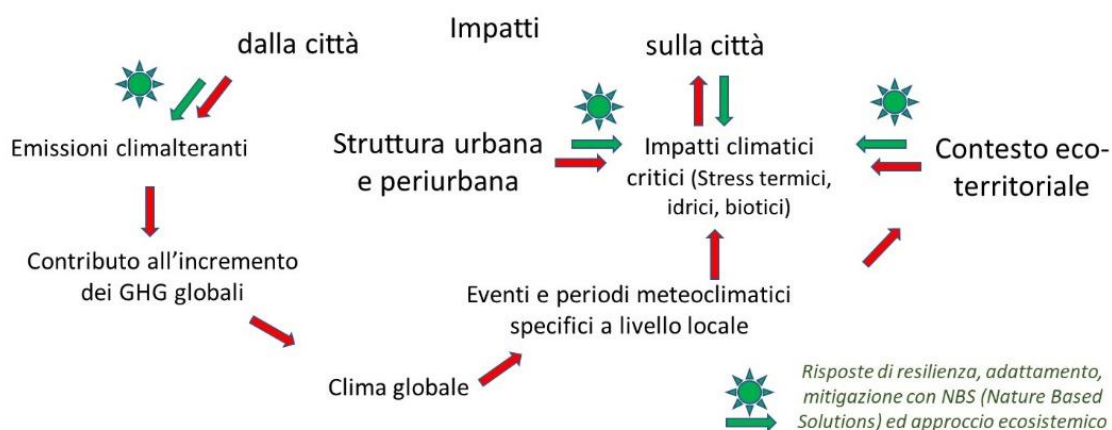 Impatti
dalla città
sulla città
Emissioni climalteranti
Struttura urbana
e periurbana
Impatti climatici
critici (Stress termici,
idrici, biotici)
Contesto eco-
territoriale
Contributo all'incremento
dei GHG globali
Eventi e periodi meteoclimatici
specifici a livello locale
Clima globale
Risposte di resilienza, adattamento,
mitigazione con NBS (Nature Based
Solutions) ed approccio ecosistemico